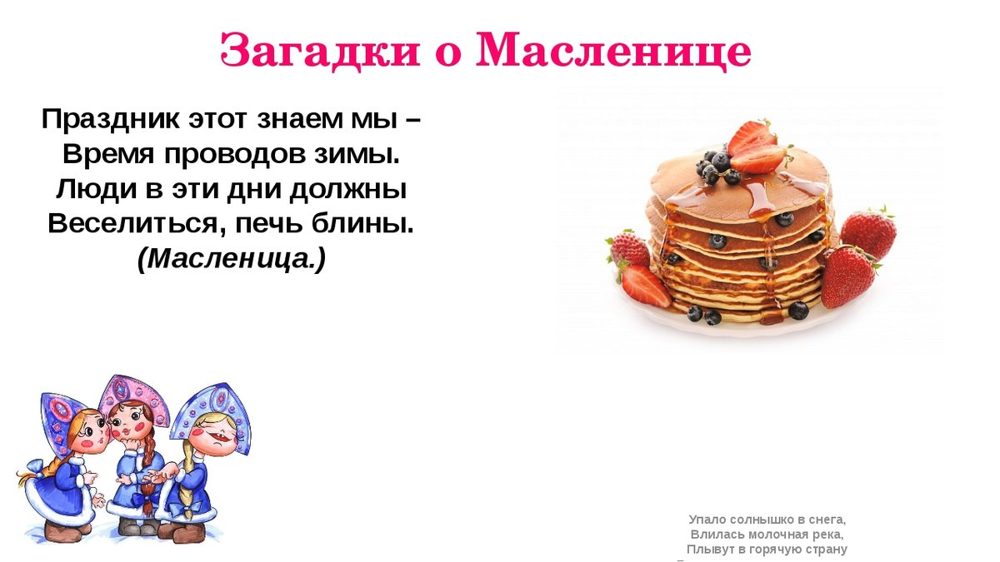 Загадки о Масленице
Праздник этот знаем мы –
Время проводов зимы.
Люди в эти дни должны
Веселиться, печь блины.
(Масленица.)
Упало солнышко в снега,
Влилась молочная река,
Плывут в горячую страну